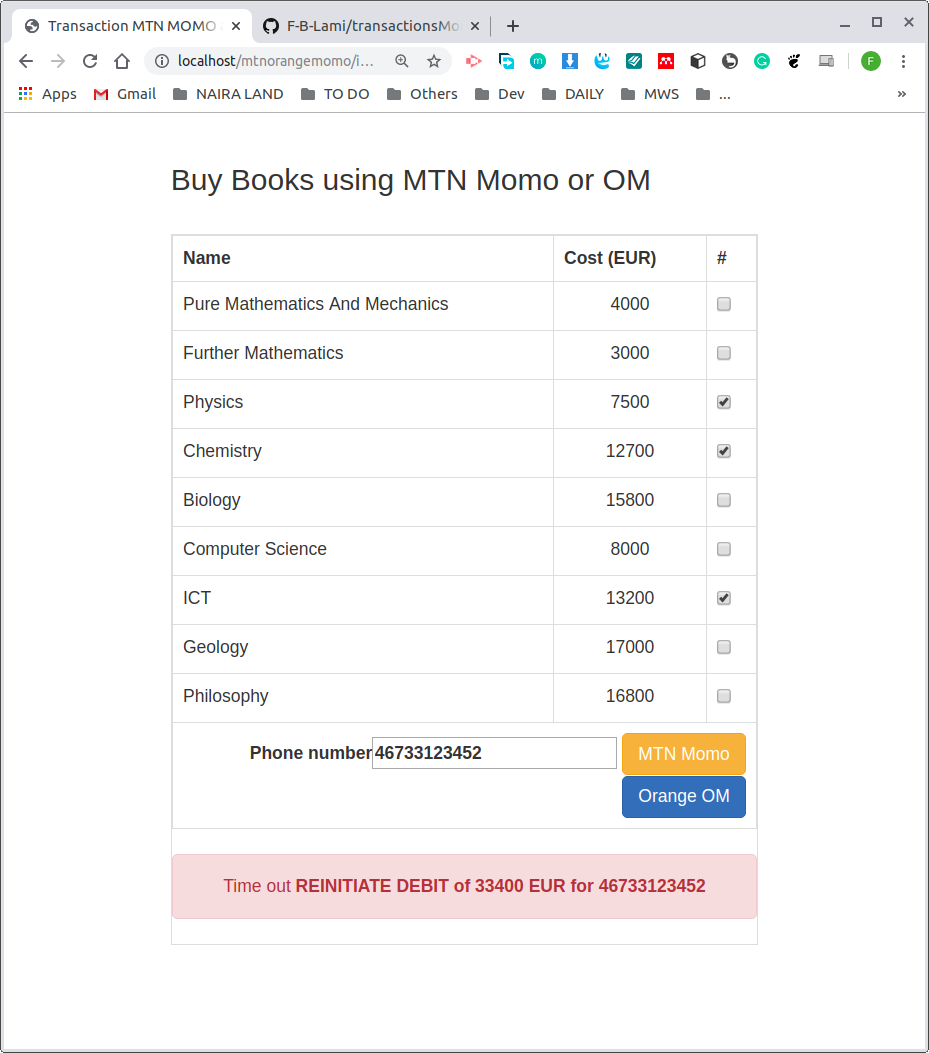 Transaction MTN MOMO
F-B-Lami/transactionsMo
localhost/mtnorangemomo/i...
F
Apps Gmail NAIRA LAND TO DO Others Dev DAILY MWS ... »
Buy Books using MTN Momo or OM
Name Cost (EUR) #
Pure Mathematics And Mechanics 4000
Further Mathematics 3000
Physics 7500
Chemistry 12700
Biology 15800
Computer Science 8000
ICT 13200
Geology 17000
Philosophy 16800
Phone number 46733123452 MTN Momo
Orange OM
Time out REINITIATE DEBIT of 33400 EUR for 46733123452